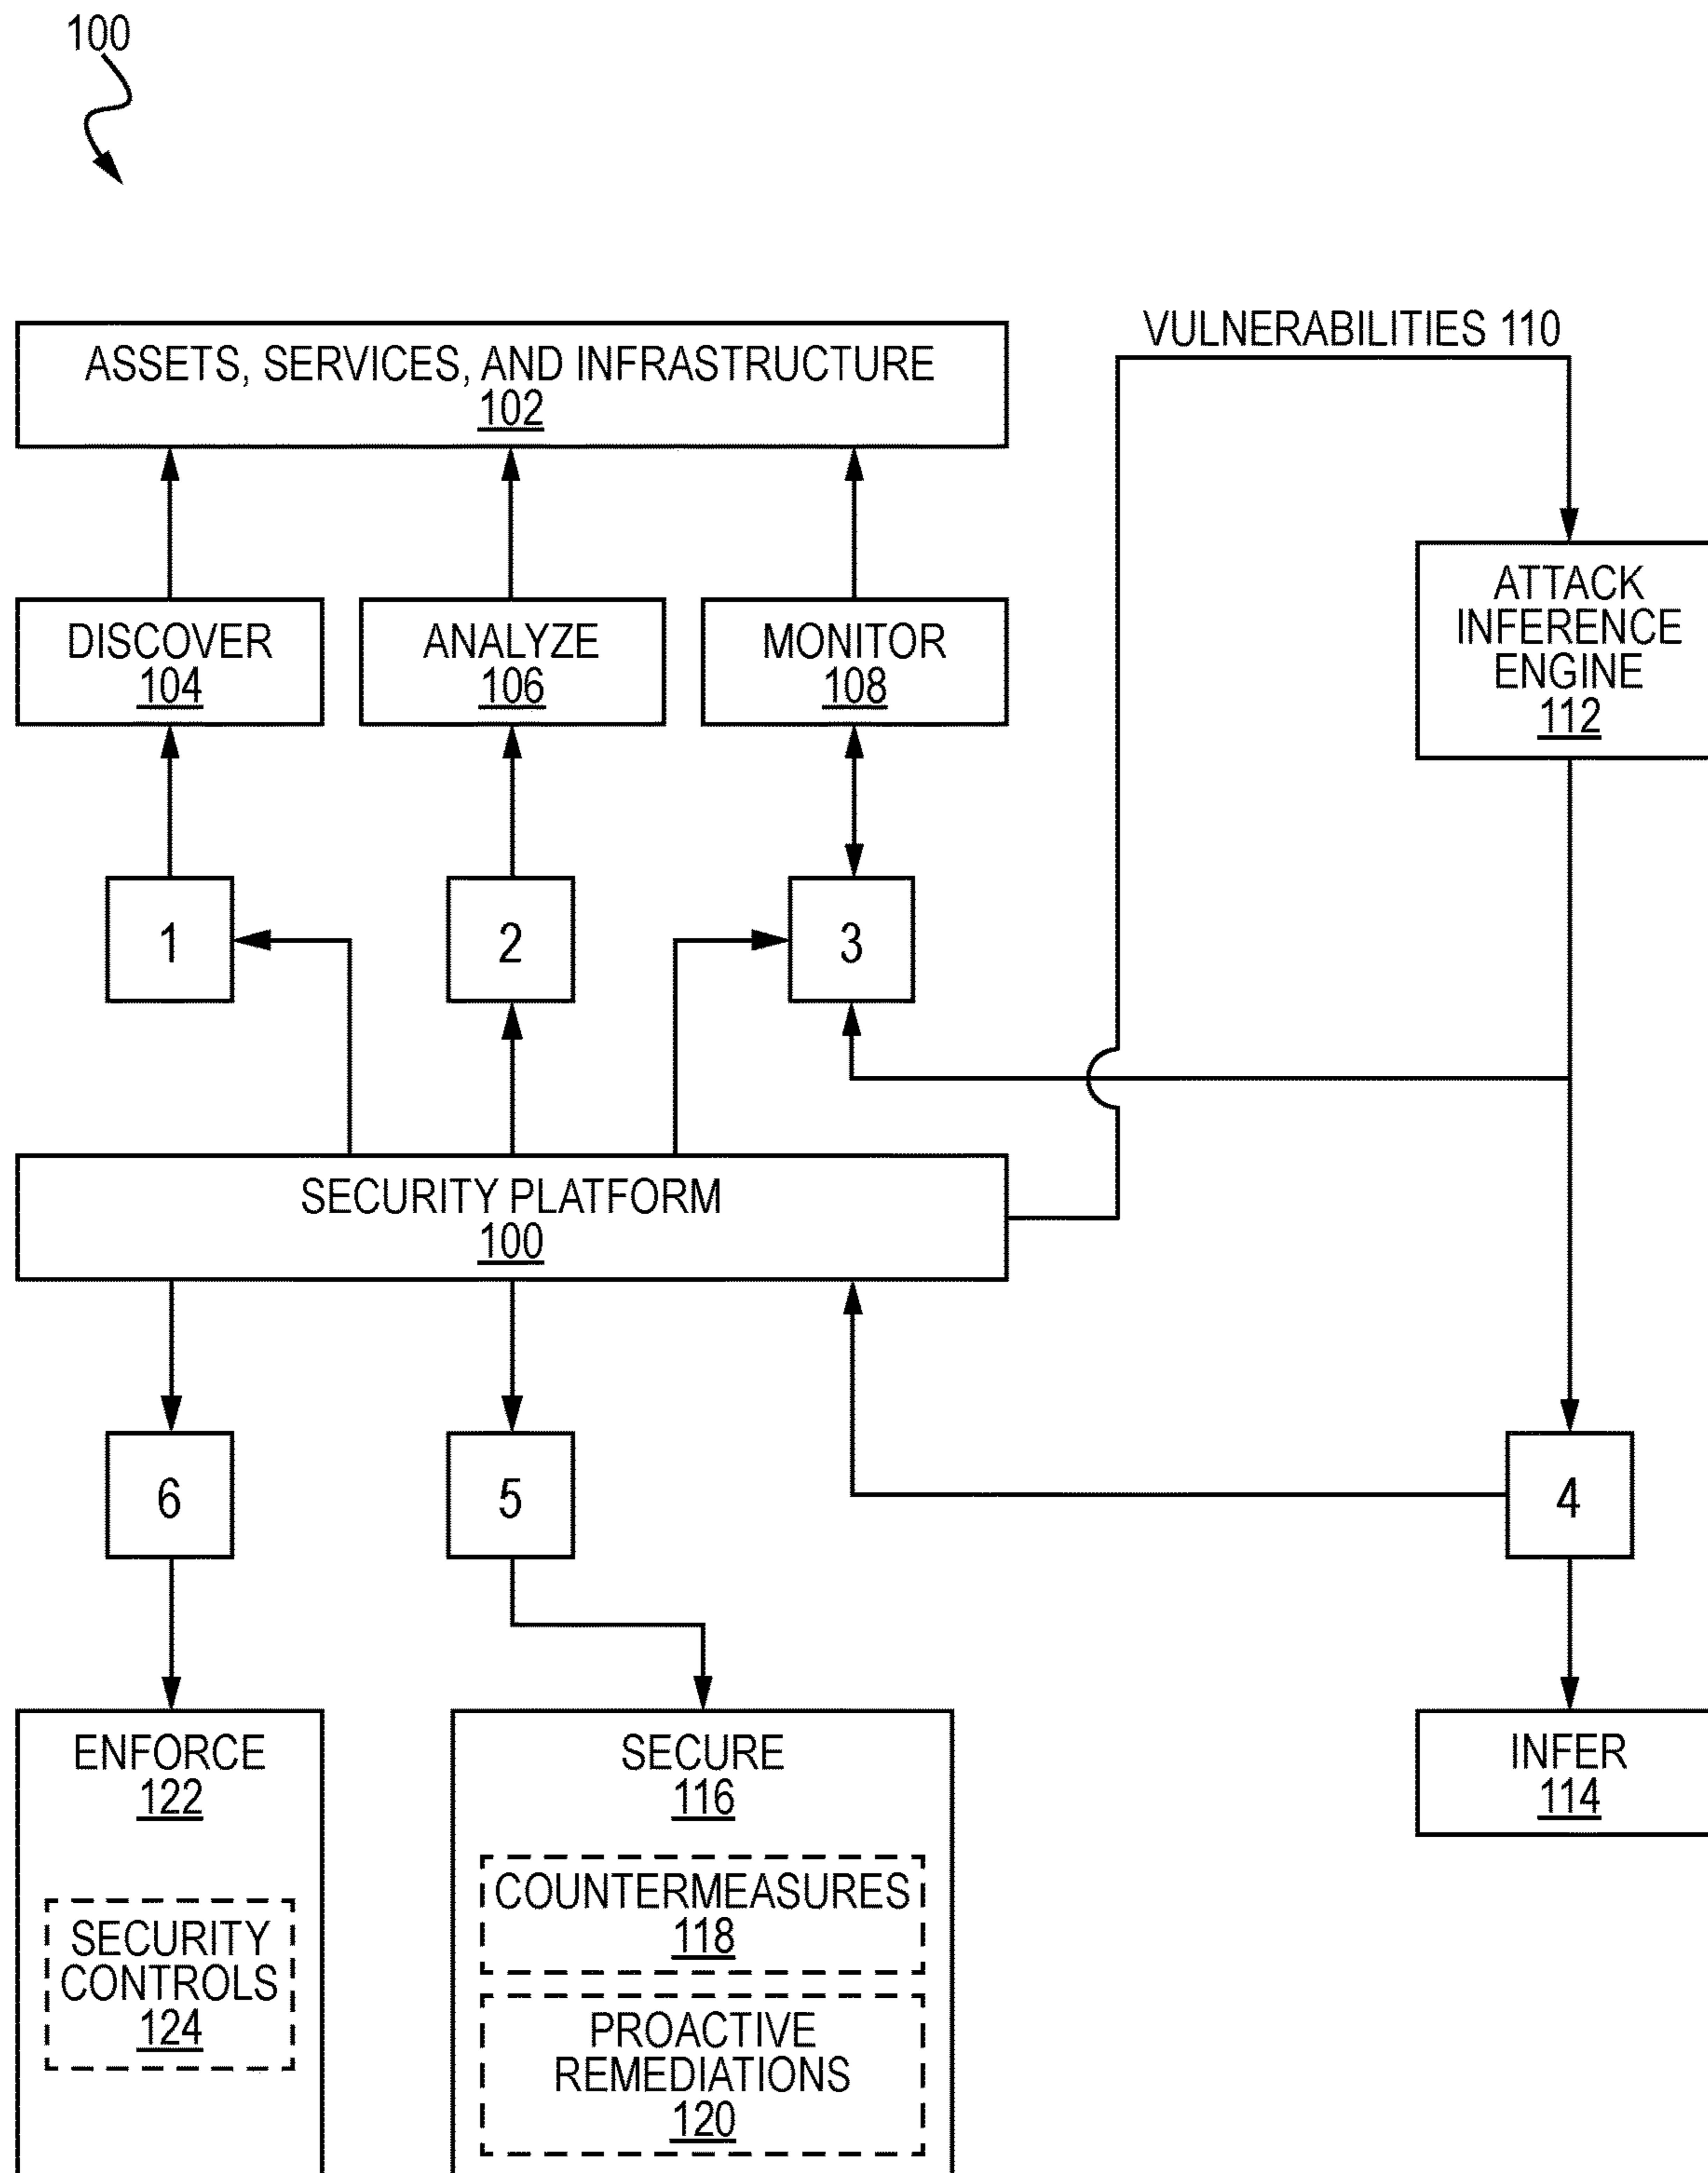 100
ASSETS, SERVICES, AND INFRASTRUCTURE
102
VULNERABILITIES 110
DISCOVER
104
ANALYZE
106
MONITOR
108
ATTACK
INFERENCE
ENGINE
112
1
2
3
SECURITY PLATFORM
100
6
5
4
ENFORCE
122
SECURITY
CONTROLS
124
SECURE
116
COUNTERMEASURES
118
PROACTIVE
REMEDIATIONS
120
INFER
114